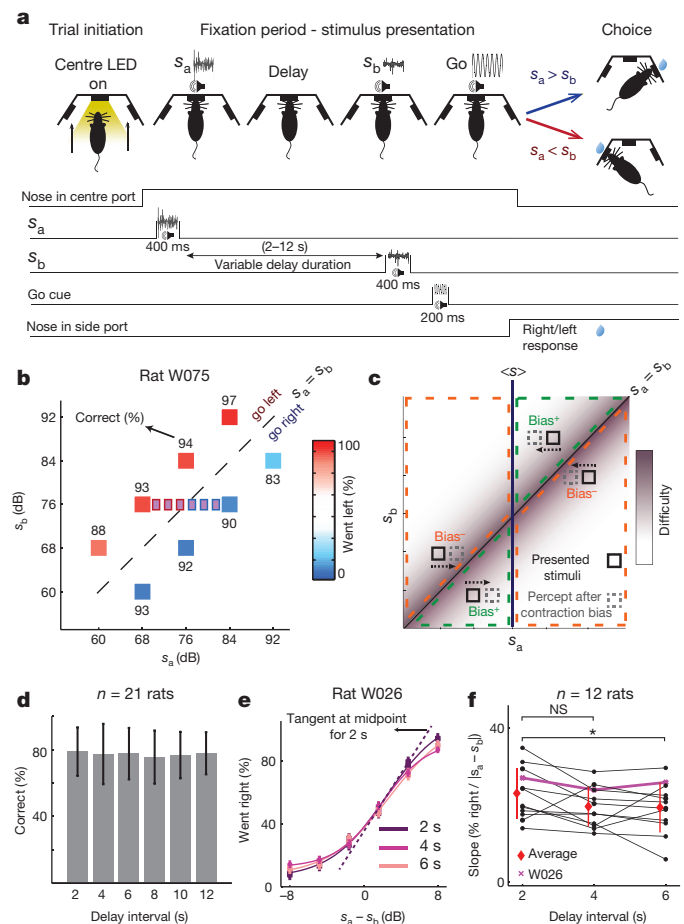 a
Trial initiation
Fixation period - stimulus presentation
Choice
Centre LED on
sa
Delay
sb
Go
sa > sb
sa < sb
Nose in centre port
sa
400 ms
(2–12 s)
Variable delay duration
sb
400 ms
Go cue
200 ms
Nose in side port
Right/left response
b
Rat W075
sa = sb
go left
go right
Correct (%)
97
94
93
88
83
90
92
93
92
84
76
68
60
sb (dB)
60 68 76 84 92
sa (dB)
100
0
Went left (%)
c
<s>
sa = sb
Bias+
Bias−
Bias−
Bias+
Presented stimuli
Percept after contraction bias
sb
sa
Difficulty
d
n = 21 rats
Correct (%)
80
40
2 4 6 8 10 12
Delay interval (s)
e
Rat W026
Tangent at midpoint for 2 s
Went right (%)
80
40
0
2 s
4 s
6 s
−8 0 8
sa − sb (dB)
f
n = 12 rats
NS
*
Slope (% right / |sa − sb|)
40
0
Average
W026
2 4 6
Delay interval (s)